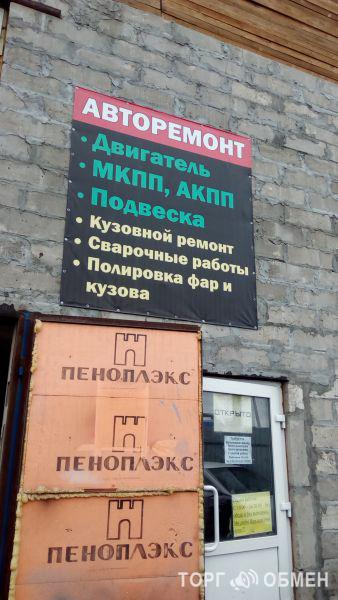 АВТОРЕМОНТ
• Двигатель
• МКПП, АКПП
• Подвеска
• Кузовной ремонт
• Сварочные работы
• Полировка фар и
кузова
ПЕНОПЛЭКС
ПЕНОПЛЭКС
ПЕНОПЛЭКС
ОТКРЫТО
ТОРГ ОБМЕН